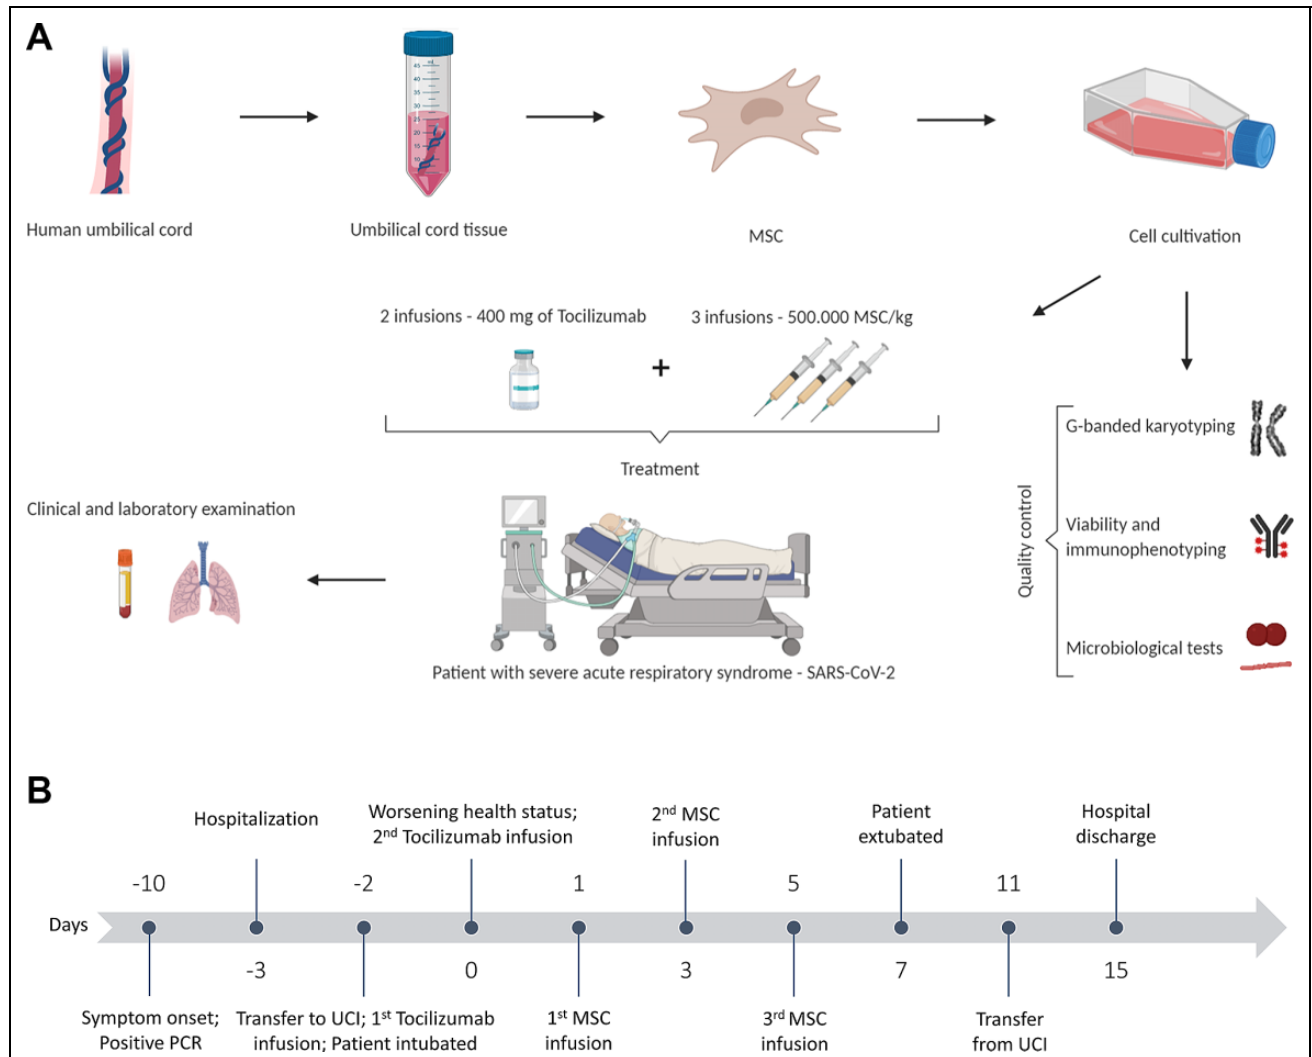 A
Human umbilical cord
Umbilical cord tissue
MSC
Cell cultivation
2 infusions - 400 mg of Tocilizumab
3 infusions - 500.000 MSC/kg
+
Treatment
Quality control
G-banded karyotyping
Viability and
immunophenotyping
Microbiological tests
Clinical and laboratory examination
Patient with severe acute respiratory syndrome - SARS-CoV-2
B
Hospitalization
Worsening health status;
2nd Tocilizumab infusion
2nd MSC
infusion
Patient
extubated
Hospital
discharge
-10
-2
1
5
11
Days
-3
0
3
7
15
Symptom onset;
Positive PCR
Transfer to UCI; 1st Tocilizumab
infusion; Patient intubated
1st MSC
infusion
3rd MSC
infusion
Transfer
from UCI